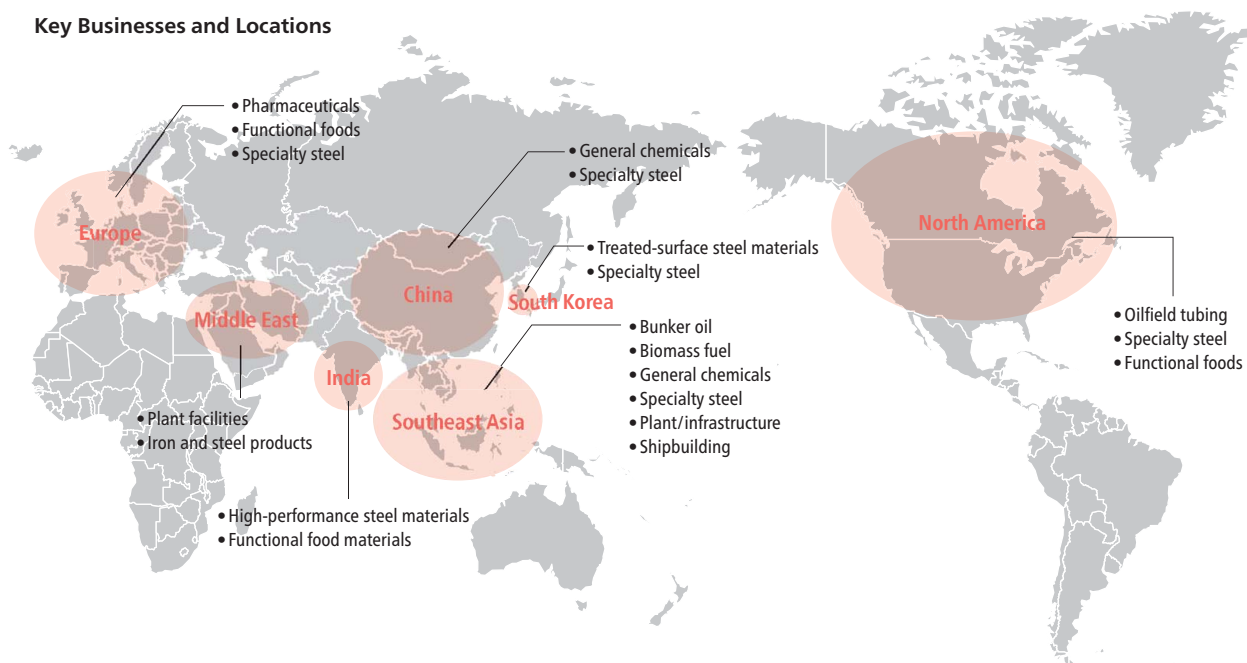 Key Businesses and Locations
• Pharmaceuticals
• Functional foods
• Specialty steel
Europe
• General chemicals
• Specialty steel
China
• Treated-surface steel materials
• Specialty steel
South Korea
Middle East
• Plant facilities
• Iron and steel products
India
• High-performance steel materials
• Functional food materials
• Bunker oil
• Biomass fuel
• General chemicals
• Specialty steel
• Plant/infrastructure
• Shipbuilding
Southeast Asia
North America
• Oilfield tubing
• Specialty steel
• Functional foods